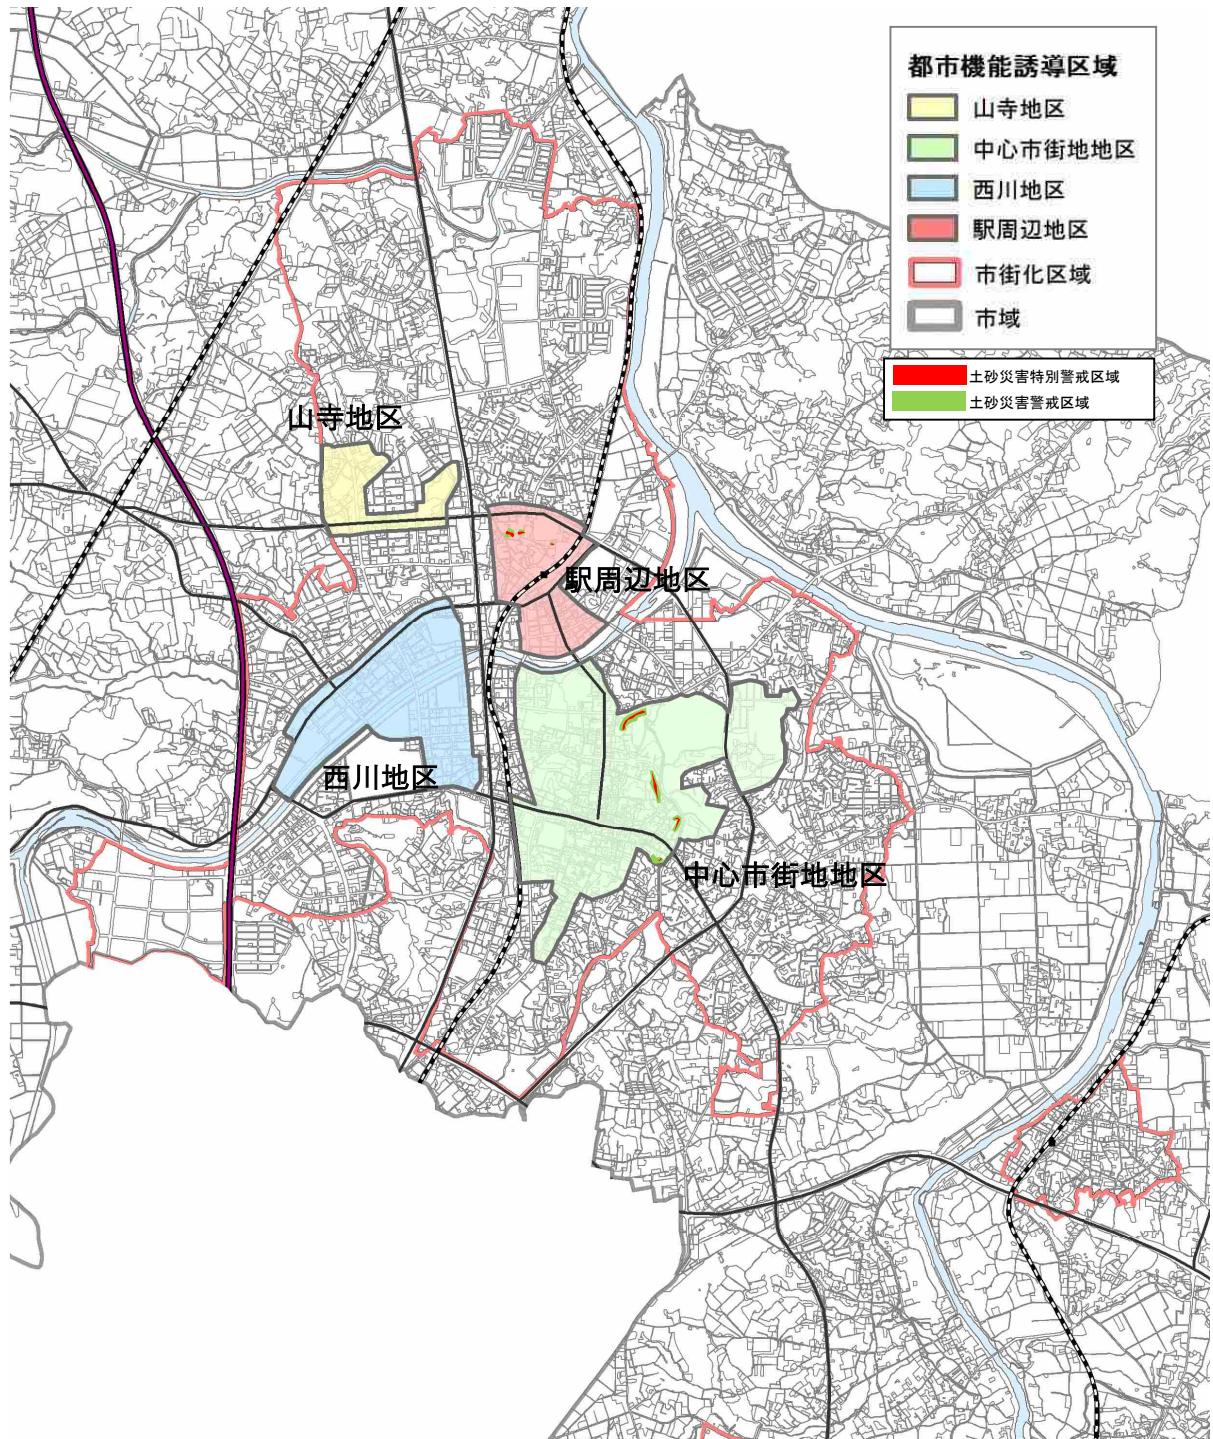 都市機能誘導区域
山寺地区
中心市街地地区
西川地区
駅周辺地区
市街化区域
市域
土砂災害特別警戒区域
土砂災害警戒区域
山寺地区
駅周辺地区
西川地区
中心市街地地区